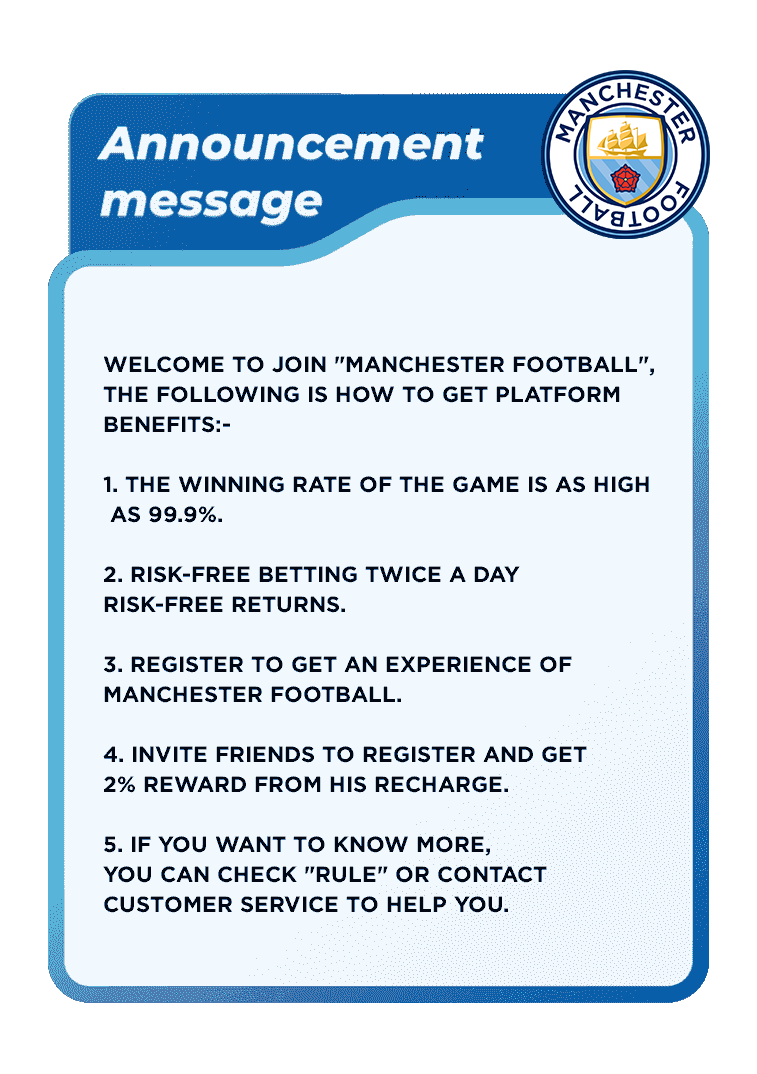 Announcement
message
MANCHESTER
FOOTBALL
WELCOME TO JOIN "MANCHESTER FOOTBALL",
THE FOLLOWING IS HOW TO GET PLATFORM
BENEFITS:-
1. THE WINNING RATE OF THE GAME IS AS HIGH
AS 99.9%.
2. RISK-FREE BETTING TWICE A DAY
RISK-FREE RETURNS.
3. REGISTER TO GET AN EXPERIENCE OF
MANCHESTER FOOTBALL.
4. INVITE FRIENDS TO REGISTER AND GET
2% REWARD FROM HIS RECHARGE.
5. IF YOU WANT TO KNOW MORE,
YOU CAN CHECK "RULE" OR CONTACT
CUSTOMER SERVICE TO HELP YOU.